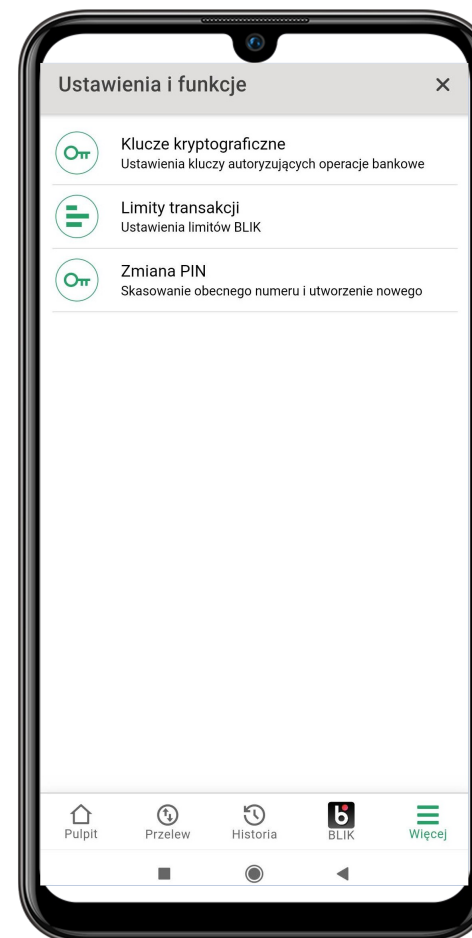 Ustawienia i funkcje
Klucze kryptograficzne
Ustawienia kluczy autoryzujących operacje bankowe
Limity transakcji
Ustawienia limitów BLIK
Zmiana PIN
Skasowanie obecnego numeru i utworzenie nowego
Pulpit Przelew Historia BLIK Więcej